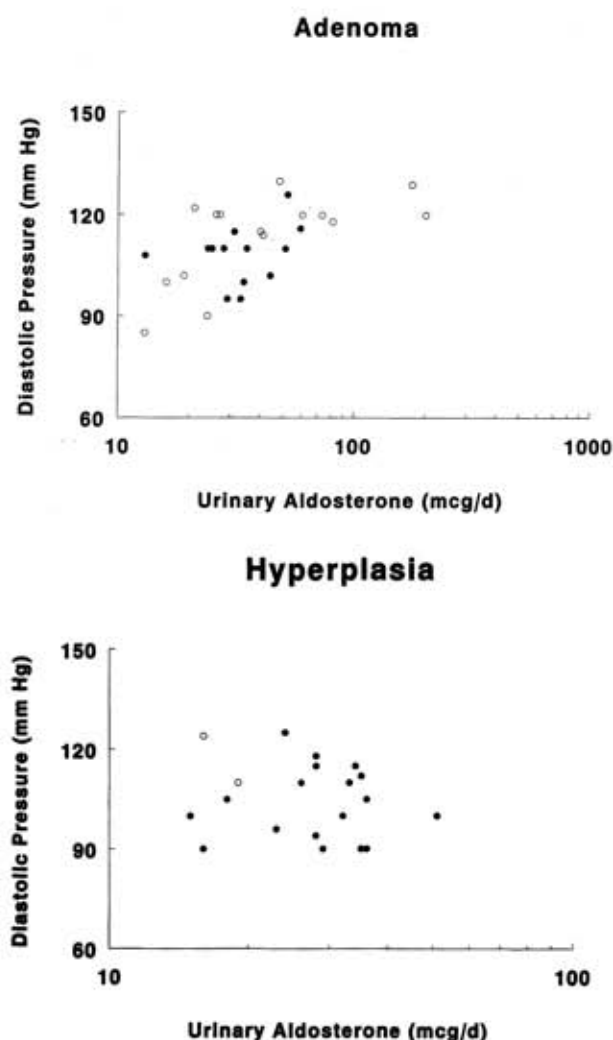 Adenoma
150
120
90
60
Diastolic Pressure (mm Hg)
10 100 1000
Urinary Aldosterone (mcg/d)
Hyperplasia
150
120
90
60
Diastolic Pressure (mm Hg)
10 100
Urinary Aldosterone (mcg/d)